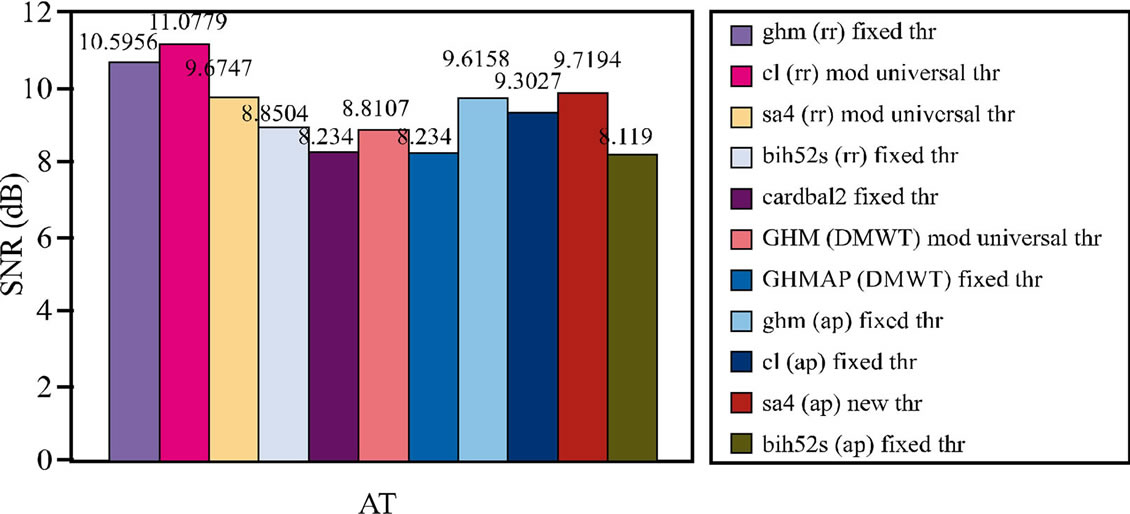 12
10
8
6
4
2
0
SNR (dB)
10.5956
11.0779
9.6747
8.8504
8.234
8.8107
8.234
9.6158
9.3027
9.7194
8.119
AT
ghm (rr) fixed thr
cl (rr) mod universal thr
sa4 (rr) mod universal thr
bih52s (rr) fixed thr
cardbal2 fixed thr
GHM (DMWT) mod universal thr
GHMAP (DMWT) fixed thr
ghm (ap) fixed thr
cl (ap) fixed thr
sa4 (ap) new thr
bih52s (ap) fixed thr